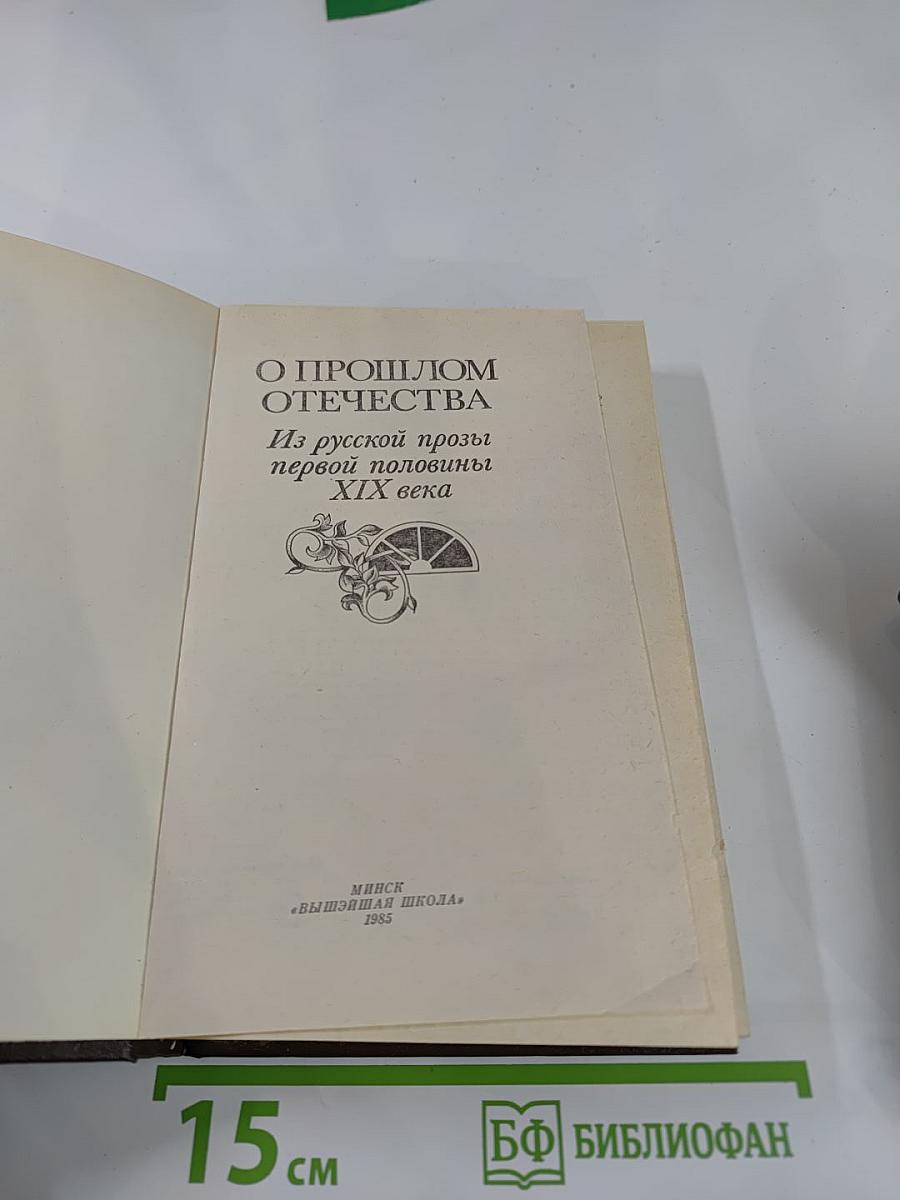 О ПРОШЛОМ
ОТЕЧЕСТВА
Из русской прозы
первой половины
XIX века
МИНСК
«ВЫШЭЙШАЯ ШКОЛА»
1985
15 см
БФ БИБЛИОФАН